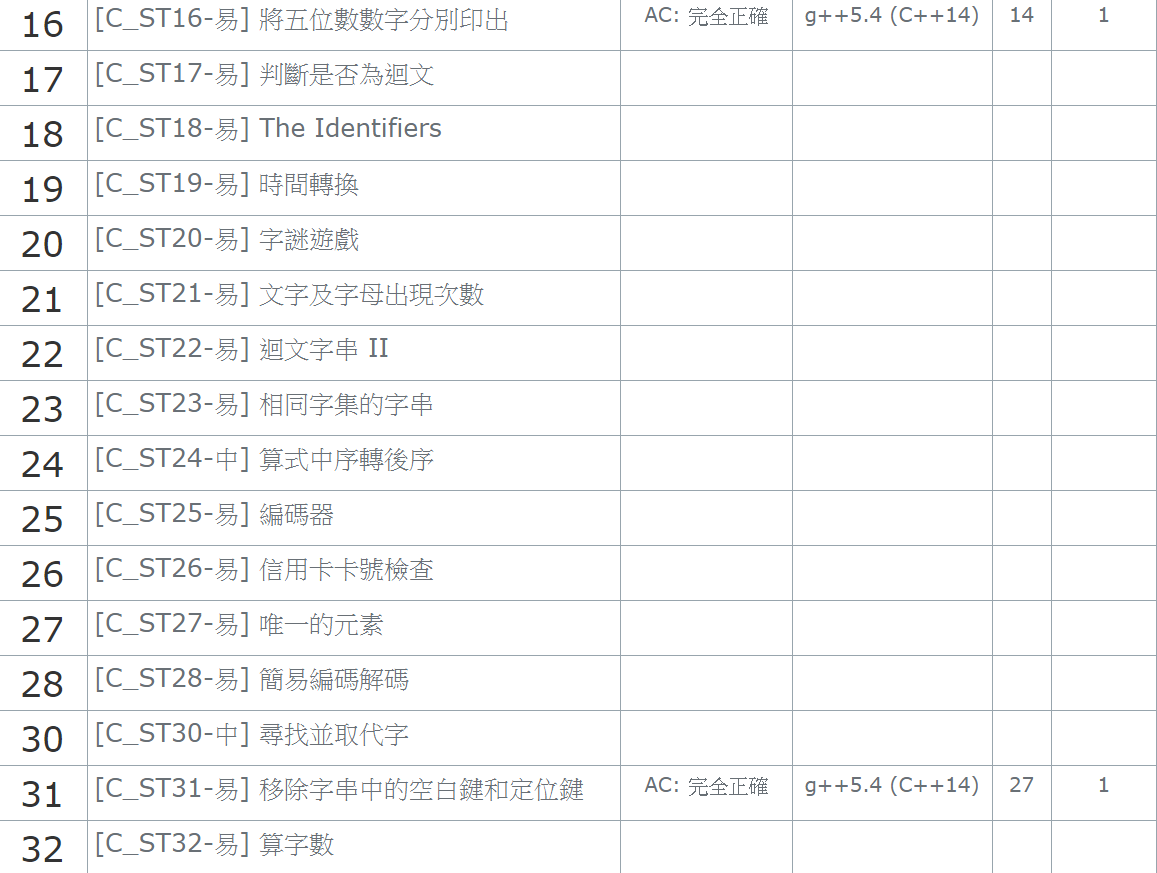 16 [C_ST16-易] 將五位數數字分別印出 AC: 完全正確 g++5.4 (C++14) 14 1
17 [C_ST17-易] 判斷是否為迴文
18 [C_ST18-易] The Identifiers
19 [C_ST19-易] 時間轉換
20 [C_ST20-易] 字謎遊戲
21 [C_ST21-易] 文字及字母出現次數
22 [C_ST22-易] 迴文字串 II
23 [C_ST23-易] 相同字集的字串
24 [C_ST24-中] 算式中序轉後序
25 [C_ST25-易] 編碼器
26 [C_ST26-易] 信用卡卡號檢查
27 [C_ST27-易] 唯一的元素
28 [C_ST28-易] 簡易編碼解碼
30 [C_ST30-中] 尋找並取代字
31 [C_ST31-易] 移除字串中的空白鍵和定位鍵 AC: 完全正確 g++5.4 (C++14) 27 1
32 [C_ST32-易] 算字數